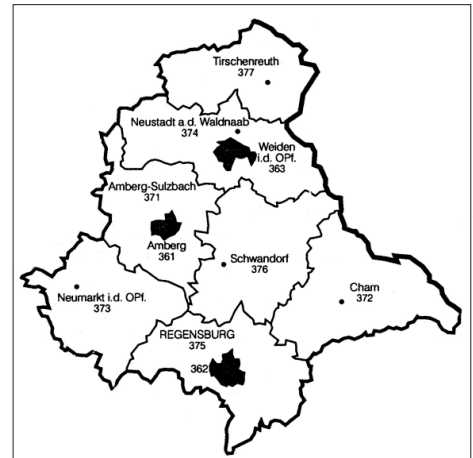 Tirschenreuth
377
Neustadt a.d. Waldnaab
374
Weiden
i.d. OPf.
363
Amberg-Sulzbach
371
Amberg
361
Schwandorf
376
Cham
372
Neumarkt i.d. OPf.
373
REGENSBURG
375
362